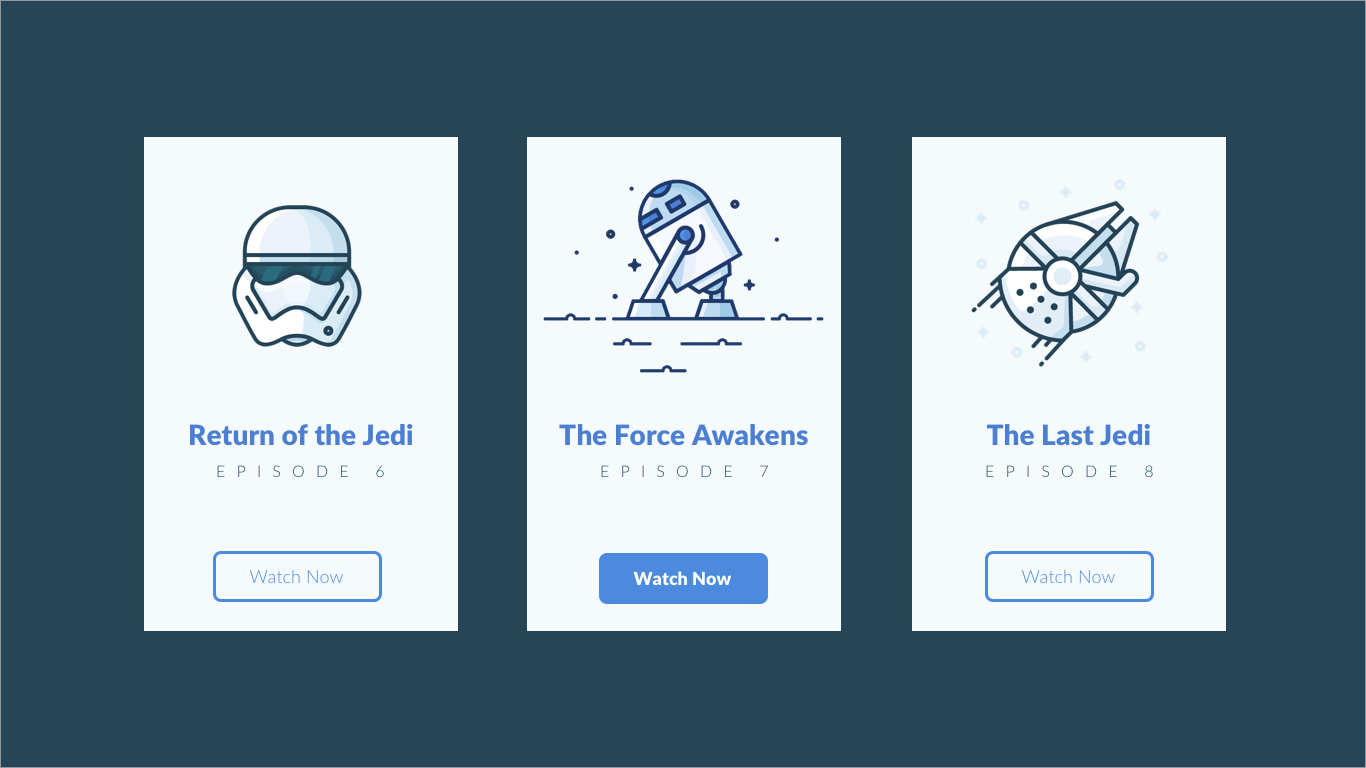 Return of the Jedi
EPISODE 6
Watch Now
The Force Awakens
EPISODE 7
Watch Now
The Last Jedi
EPISODE 8
Watch Now